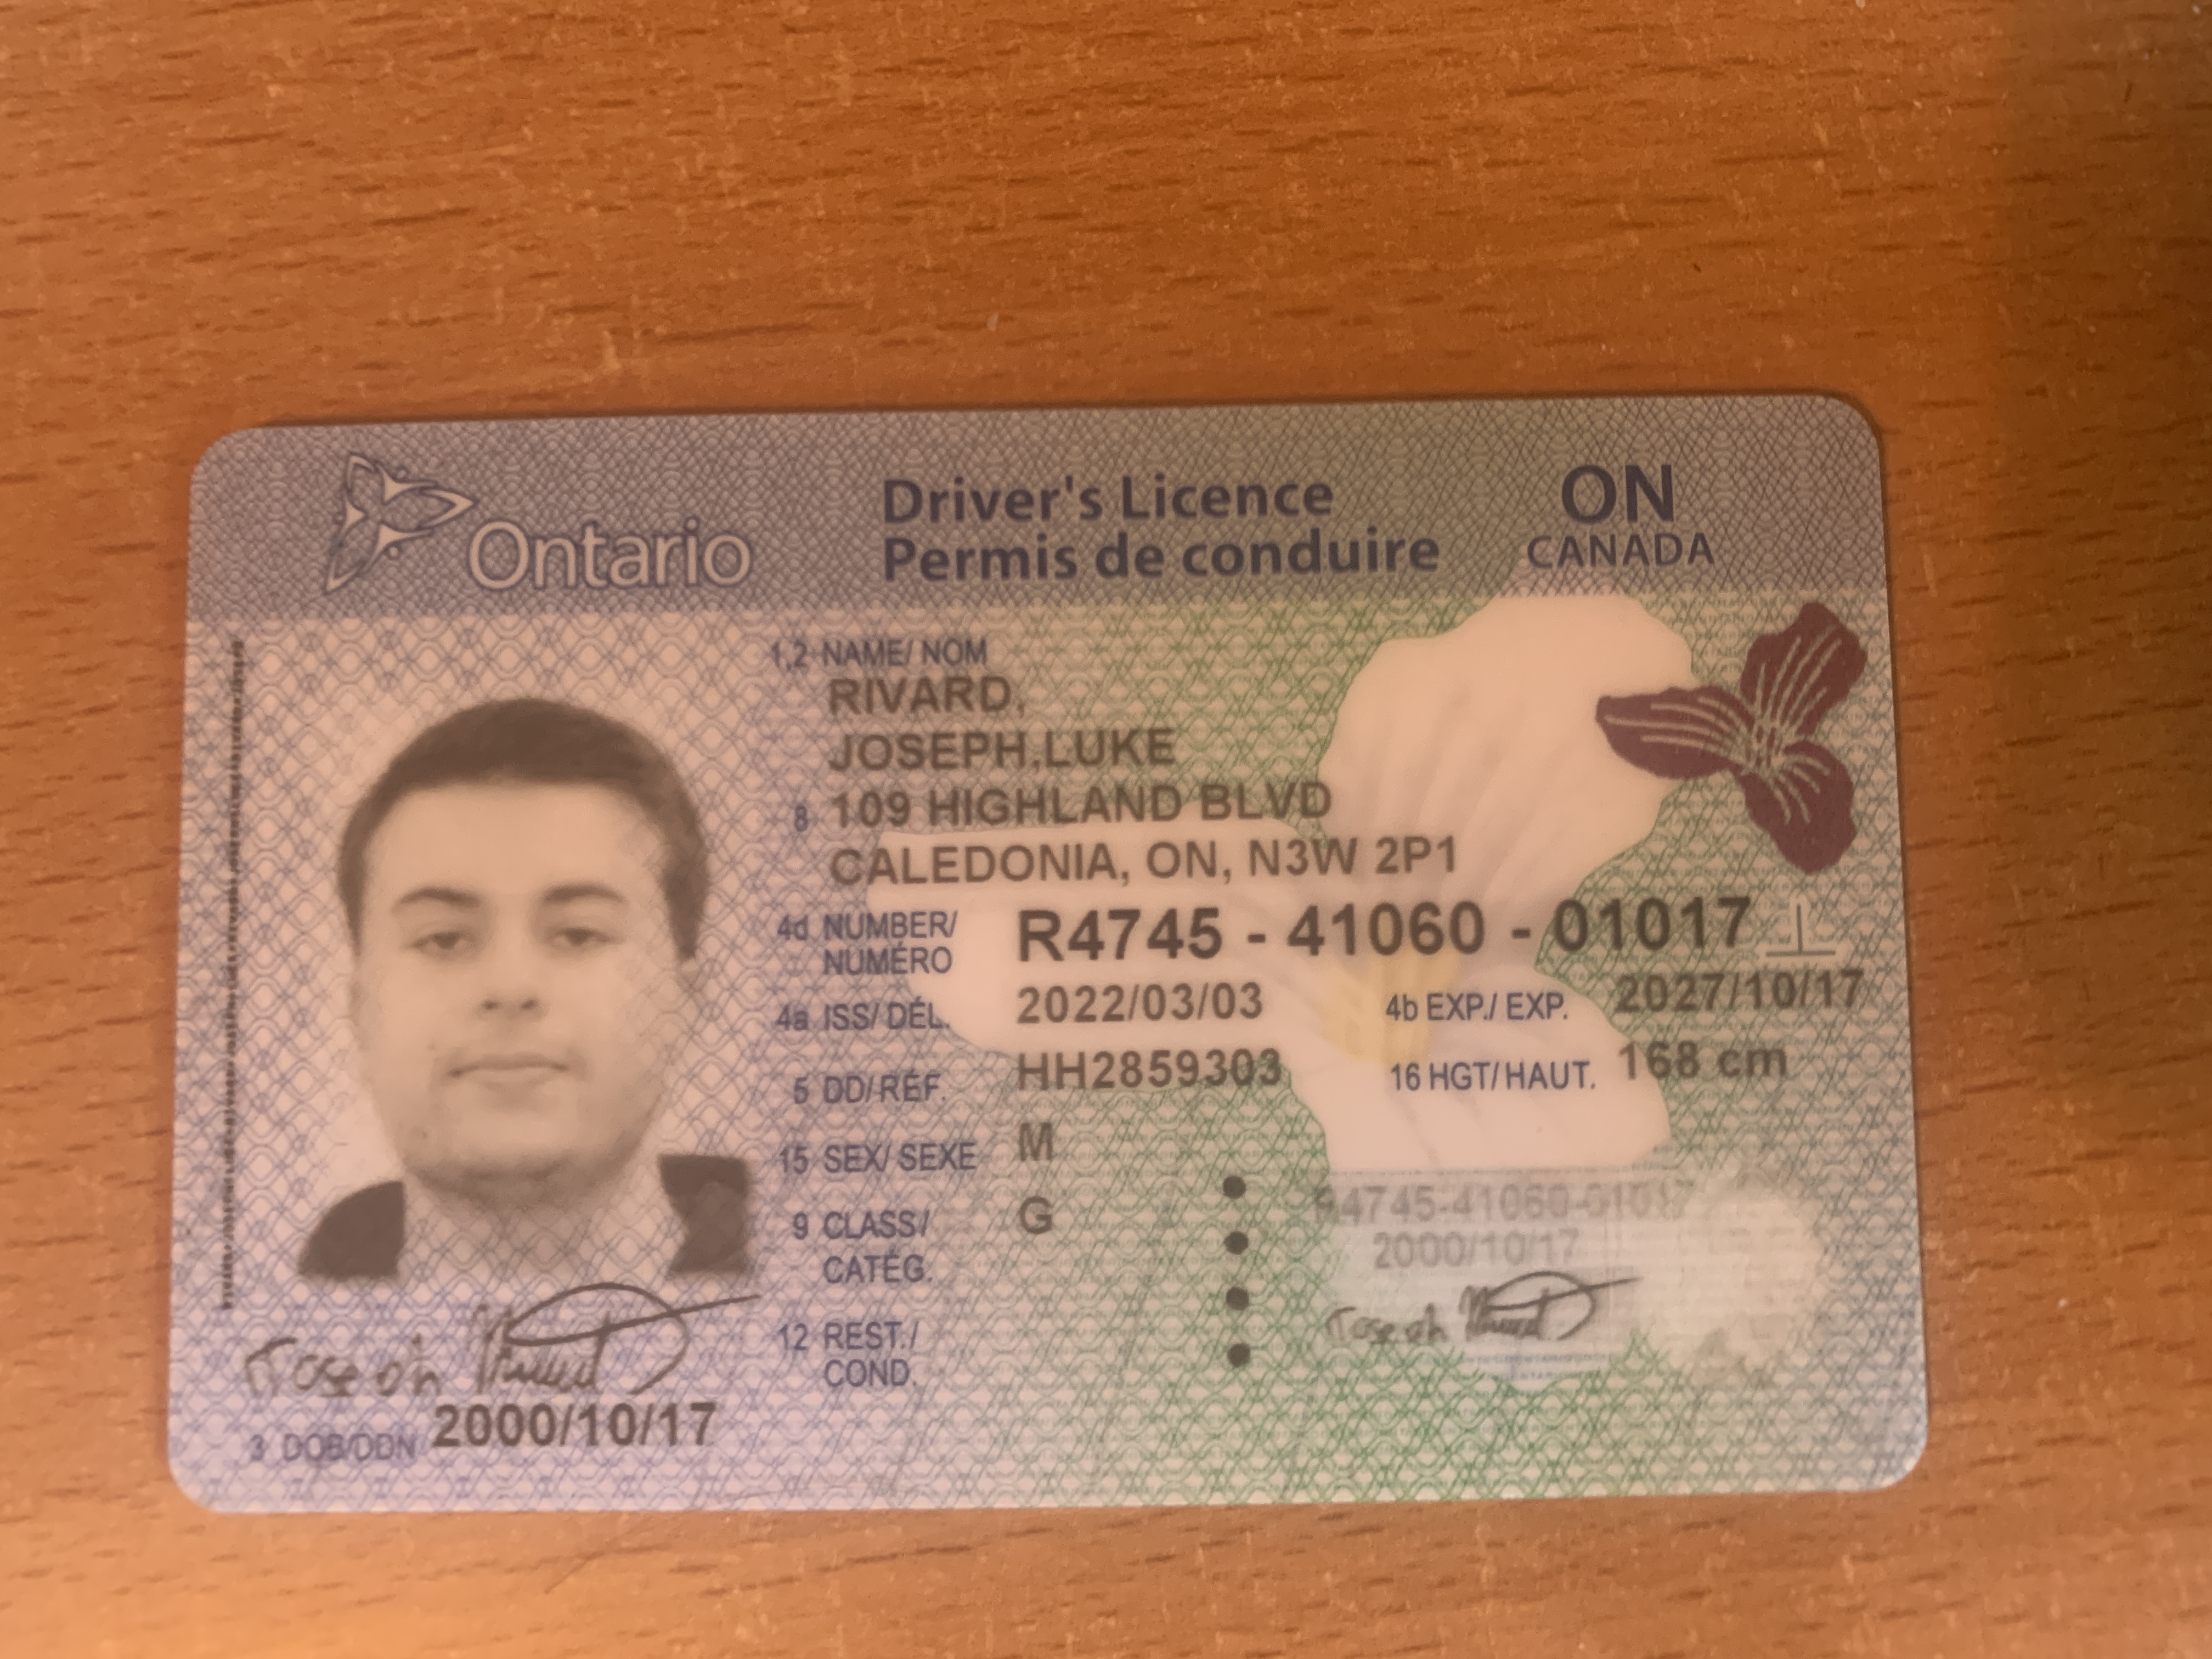 Ontario
Driver's Licence
Permis de conduire
ON
CANADA
1,2 NAME/NOM
RIVARD,
JOSEPH,LUKE
8 109 HIGHLAND BLVD
CALEDONIA, ON, N3W 2P1
4d NUMBER/
NUMÉRO R4745 - 41060 - 01017
4a ISS/DÉL. 2022/03/03 4b EXP./EXP. 2027/10/17
5 DD/RÉF. HH2859303 16 HGT/HAUT. 168 cm
15 SEX/SEXE M
9 CLASS/ G
CATÉG.
12 REST./
COND.
R4745-41060-01017
2000/10/17
Joseph
Joseph
3 DOB/DDN 2000/10/17